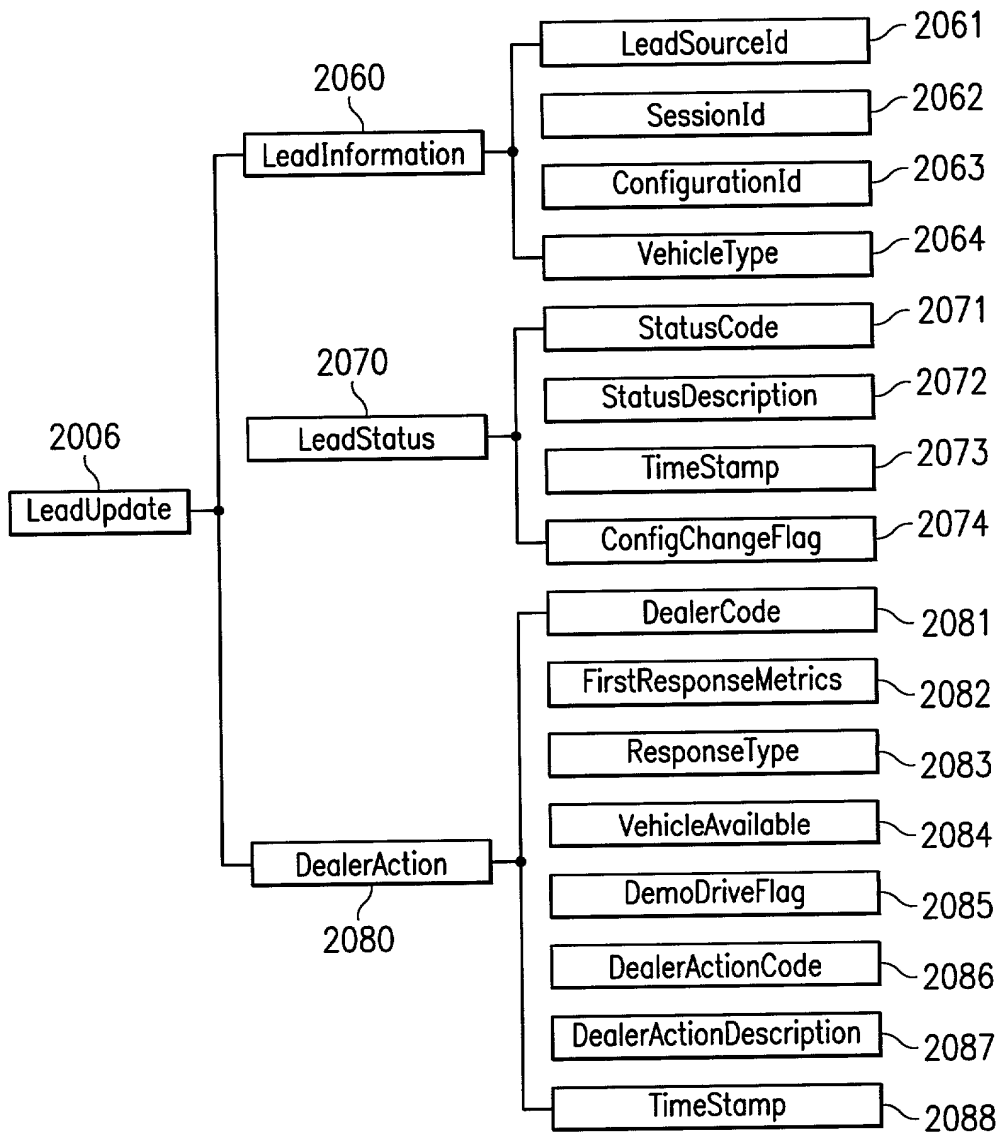 LeadSourceId 2061
2060
SessionId 2062
LeadInformation
ConfigurationId 2063
VehicleType 2064
StatusCode 2071
2070
StatusDescription 2072
LeadStatus
2006
TimeStamp 2073
LeadUpdate
ConfigChangeFlag 2074
DealerCode 2081
FirstResponseMetrics 2082
ResponseType 2083
VehicleAvailable 2084
DealerAction
2080
DemoDriveFlag 2085
DealerActionCode 2086
DealerActionDescription 2087
TimeStamp 2088